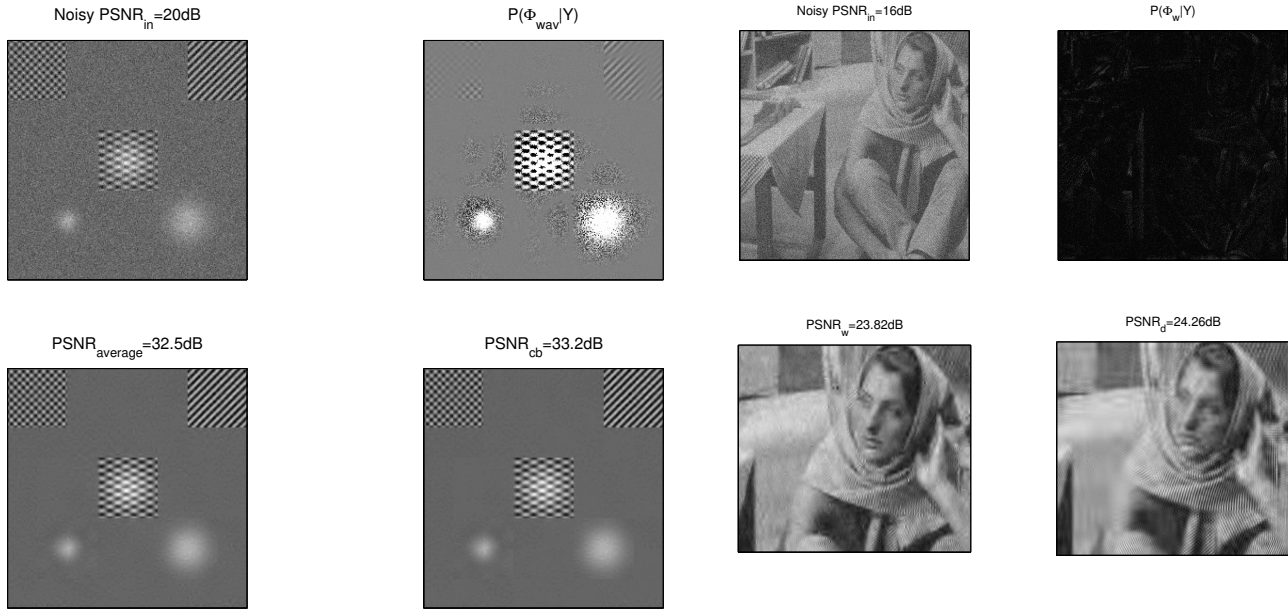 Noisy PSNR_in=20dB
P(Φ_wav|Y)
Noisy PSNR_in=16dB
P(Φ_w|Y)
PSNR_average=32.5dB
PSNR_cb=33.2dB
PSNR_w=23.82dB
PSNR_d=24.26dB